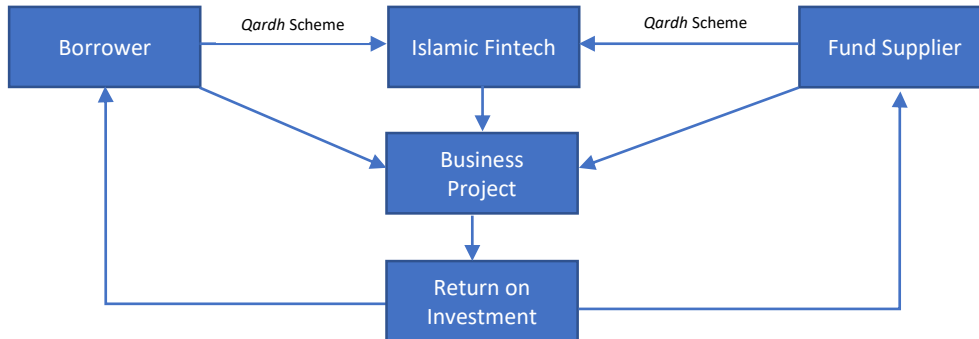 Qardh Scheme
Qardh Scheme
Borrower
Islamic Fintech
Fund Supplier
Business
Project
Return on
Investment